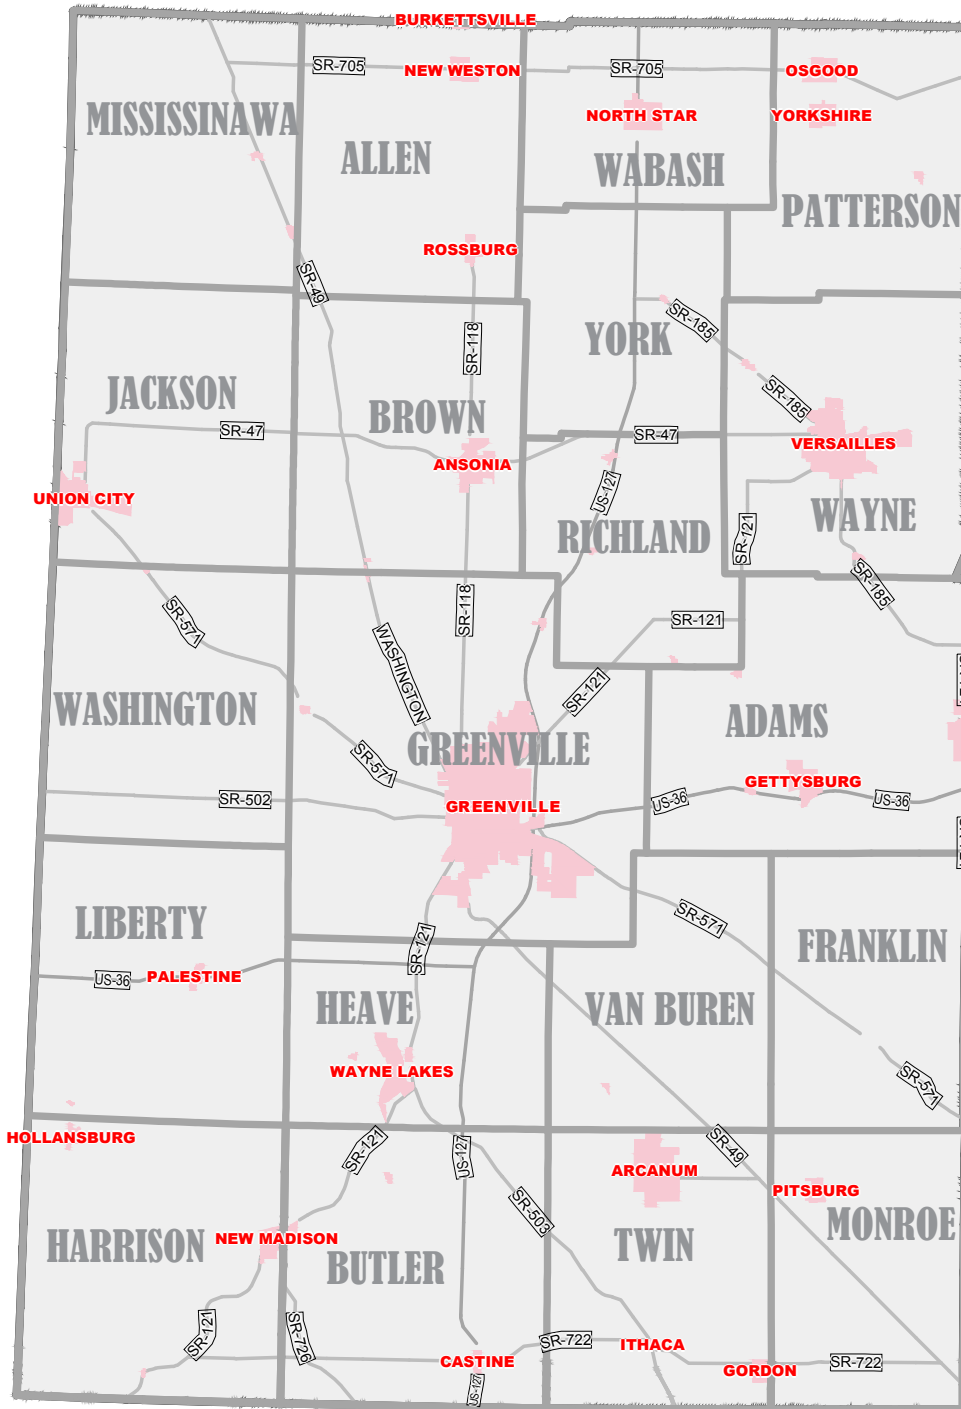 BURKETTSVILLE
SR-705
NEW WESTON
SR-705
OSGOOD
MISSISSINAWA
NORTH STAR
YORKSHIRE
ALLEN
WABASH
PATTERSON
ROSSBURG
SR-49
SR-185
SR-118
YORK
JACKSON
SR-185
BROWN
SR-47
SR-47
VERSAILLES
ANSONIA
UNION CITY
US-127
WAYNE
RICHLAND
SR-121
SR-185
SR-118
SR-571
SR-121
WASHINGTON
SR-121
WASHINGTON
ADAMS
GREENVILLE
SR-571
GETTYSBURG
SR-502
GREENVILLE
US-36
US-36
LIBERTY
SR-571
SR-121
FRANKLIN
US-36
PALESTINE
HEAVE
VAN BUREN
WAYNE LAKES
SR-571
HOLLANSBURG
SR-121
US-127
SR-49
ARCANUM
PITSBURG
SR-503
MONROE
NEW MADISON
HARRISON
TWIN
BUTLER
SR-121
SR-726
SR-722
ITHACA
CASTINE
GORDON
SR-722
US-127